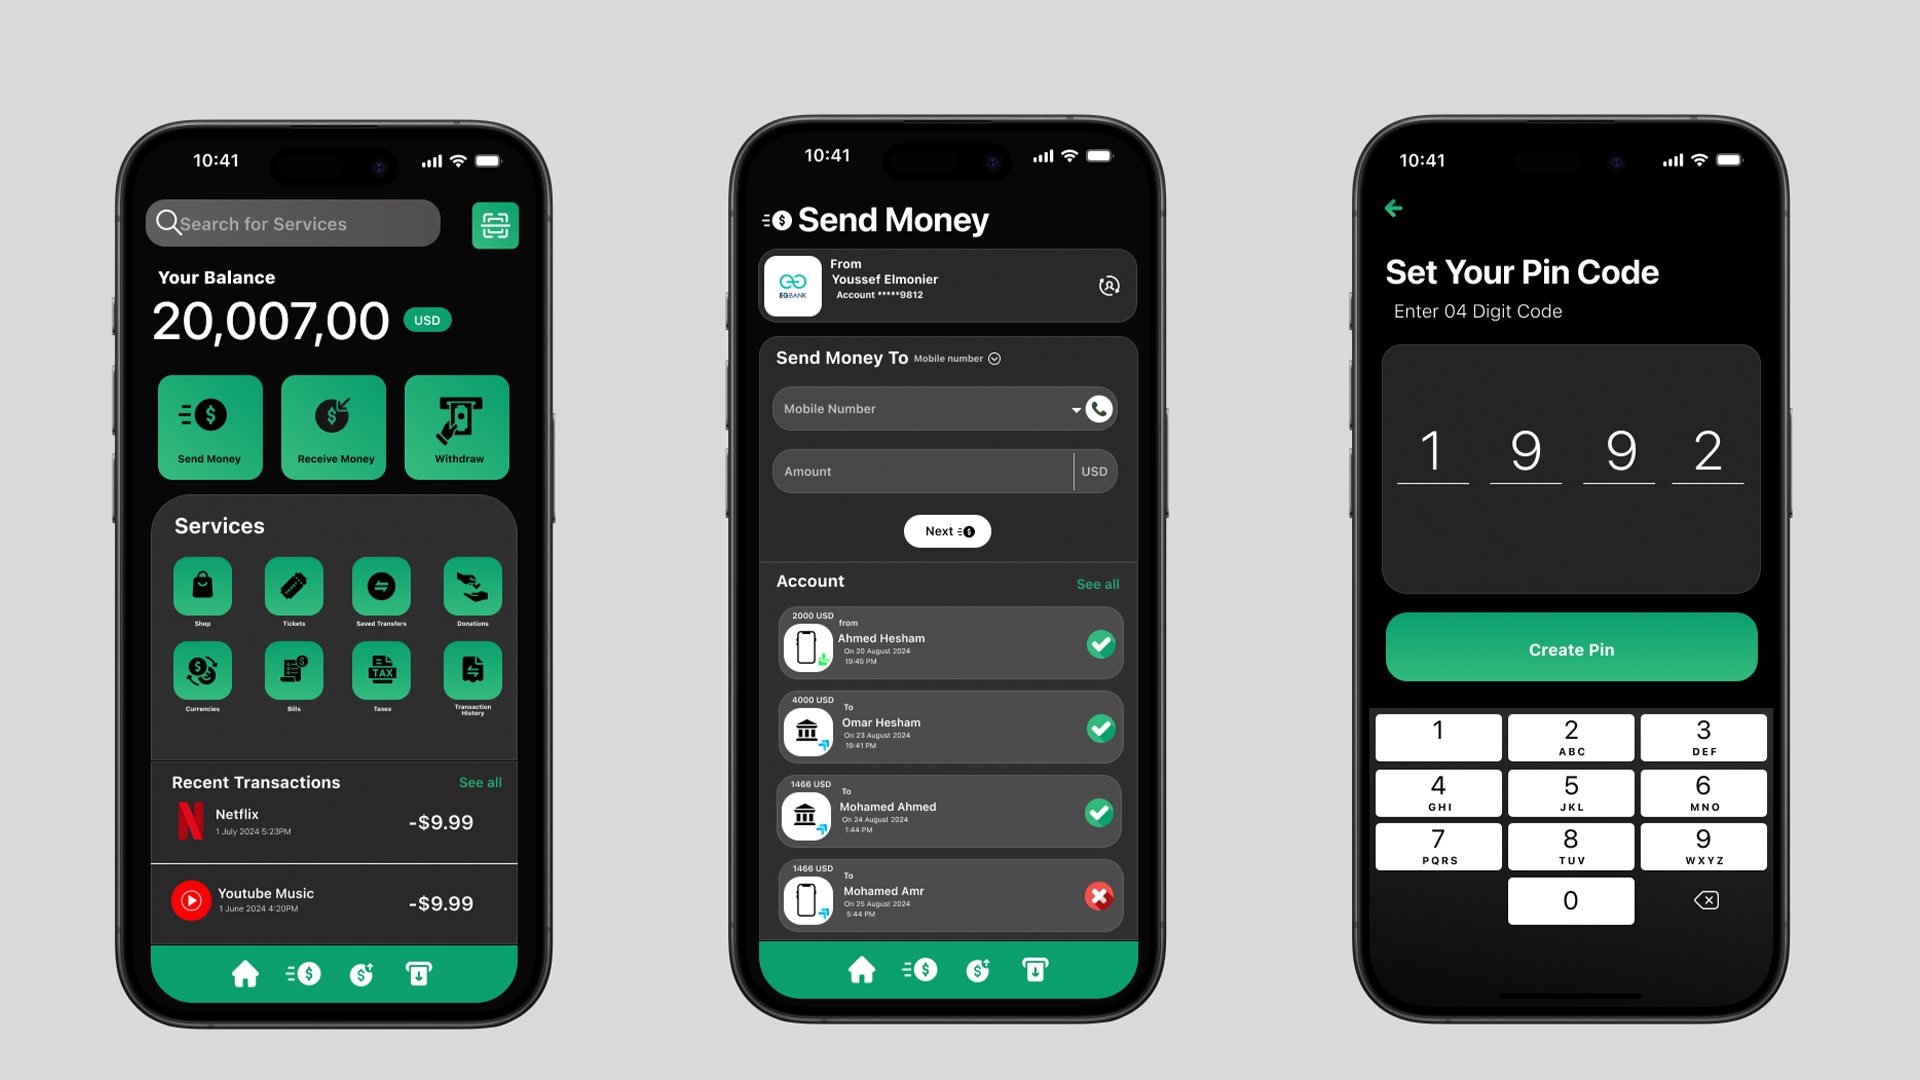 10:41
Search for Services
Your Balance
20,007,00 USD
Send Money
Receive Money
Withdraw
Services
Shop
Tickets
Saved Transfers
Donations
Currencies
Bills
TAX
Taxes
Transaction
History
Recent Transactions See all
Netflix
1 July 2024 5:23PM
-$9.99
Youtube Music
1 June 2024 4:20PM
-$9.99
10:41
Send Money
EGBANK
From
Youssef Elmonier
Account *****9812
Send Money To Mobile number
Mobile Number
Amount USD
Next
Account See all
2000 USD
from
Ahmed Hesham
On 20 August 2024
19:45 PM
4000 USD
To
Omar Hesham
On 23 August 2024
19:41 PM
1466 USD
To
Mohamed Ahmed
On 24 August 2024
1:44 PM
1466 USD
To
Mohamed Amr
On 25 August 2024
5:44 PM
10:41
Set Your Pin Code
Enter 04 Digit Code
1 9 9 2
Create Pin
1 2 3
ABC DEF
4 5 6
GHI JKL MNO
7 8 9
PQRS TUV WXYZ
0